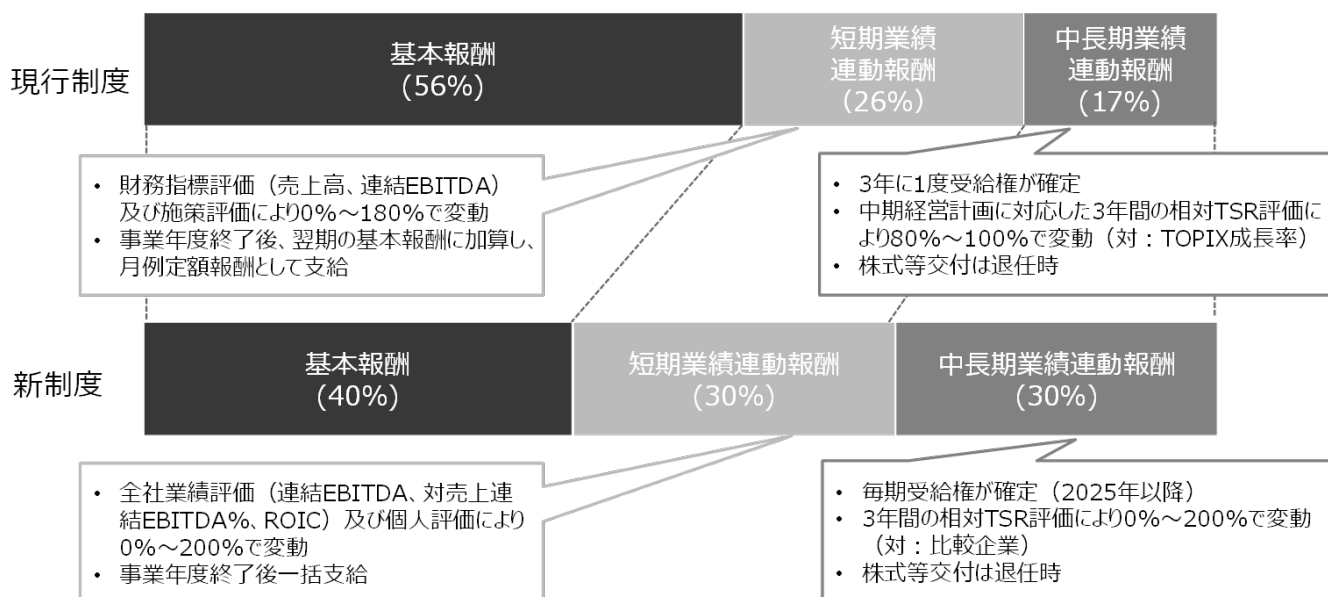 現行制度
基本報酬
(56%)
短期業績
連動報酬
(26%)
中長期業績
連動報酬
(17%)
• 財務指標評価（売上高、連結EBITDA）
及び施策評価により0%～180%で変動
• 事業年度終了後、翌期の基本報酬に加算し、
月例定額報酬として支給
• 3年に1度受給権が確定
• 中期経営計画に対応した3年間の相対TSR評価に
より80%～100%で変動（対：TOPIX成長率）
• 株式等交付は退任時
新制度
基本報酬
(40%)
短期業績連動報酬
(30%)
中長期業績連動報酬
(30%)
• 全社業績評価（連結EBITDA、対売上連
結EBITDA%、ROIC）及び個人評価により
0%～200%で変動
• 事業年度終了後一括支給
• 毎期受給権が確定（2025年以降）
• 3年間の相対TSR評価により0%～200%で変動
（対：比較企業）
• 株式等交付は退任時